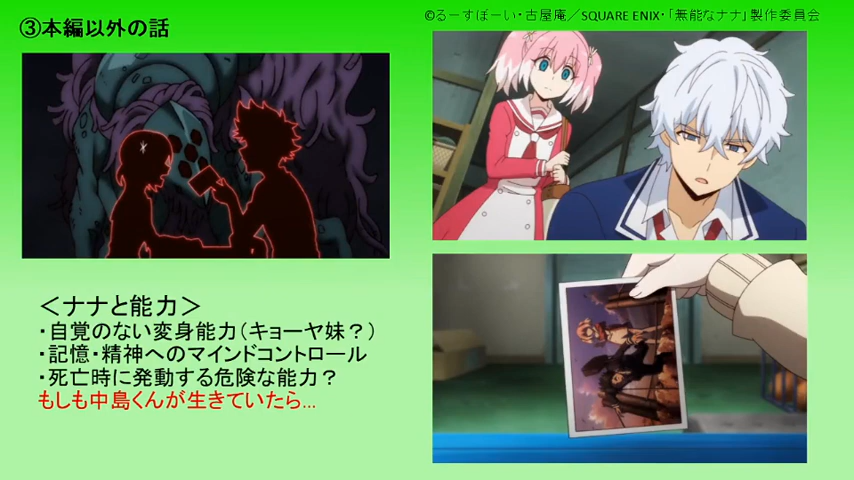 ©るーすぼーい・古屋庵／SQUARE ENIX・「無能なナナ」製作委員会
③本編以外の話
＜ナナと能力＞
・自覚のない変身能力（キョーヤ妹？）
・記憶・精神へのマインドコントロール
・死亡時に発動する危険な能力？
もしも中島くんが生きていたら…